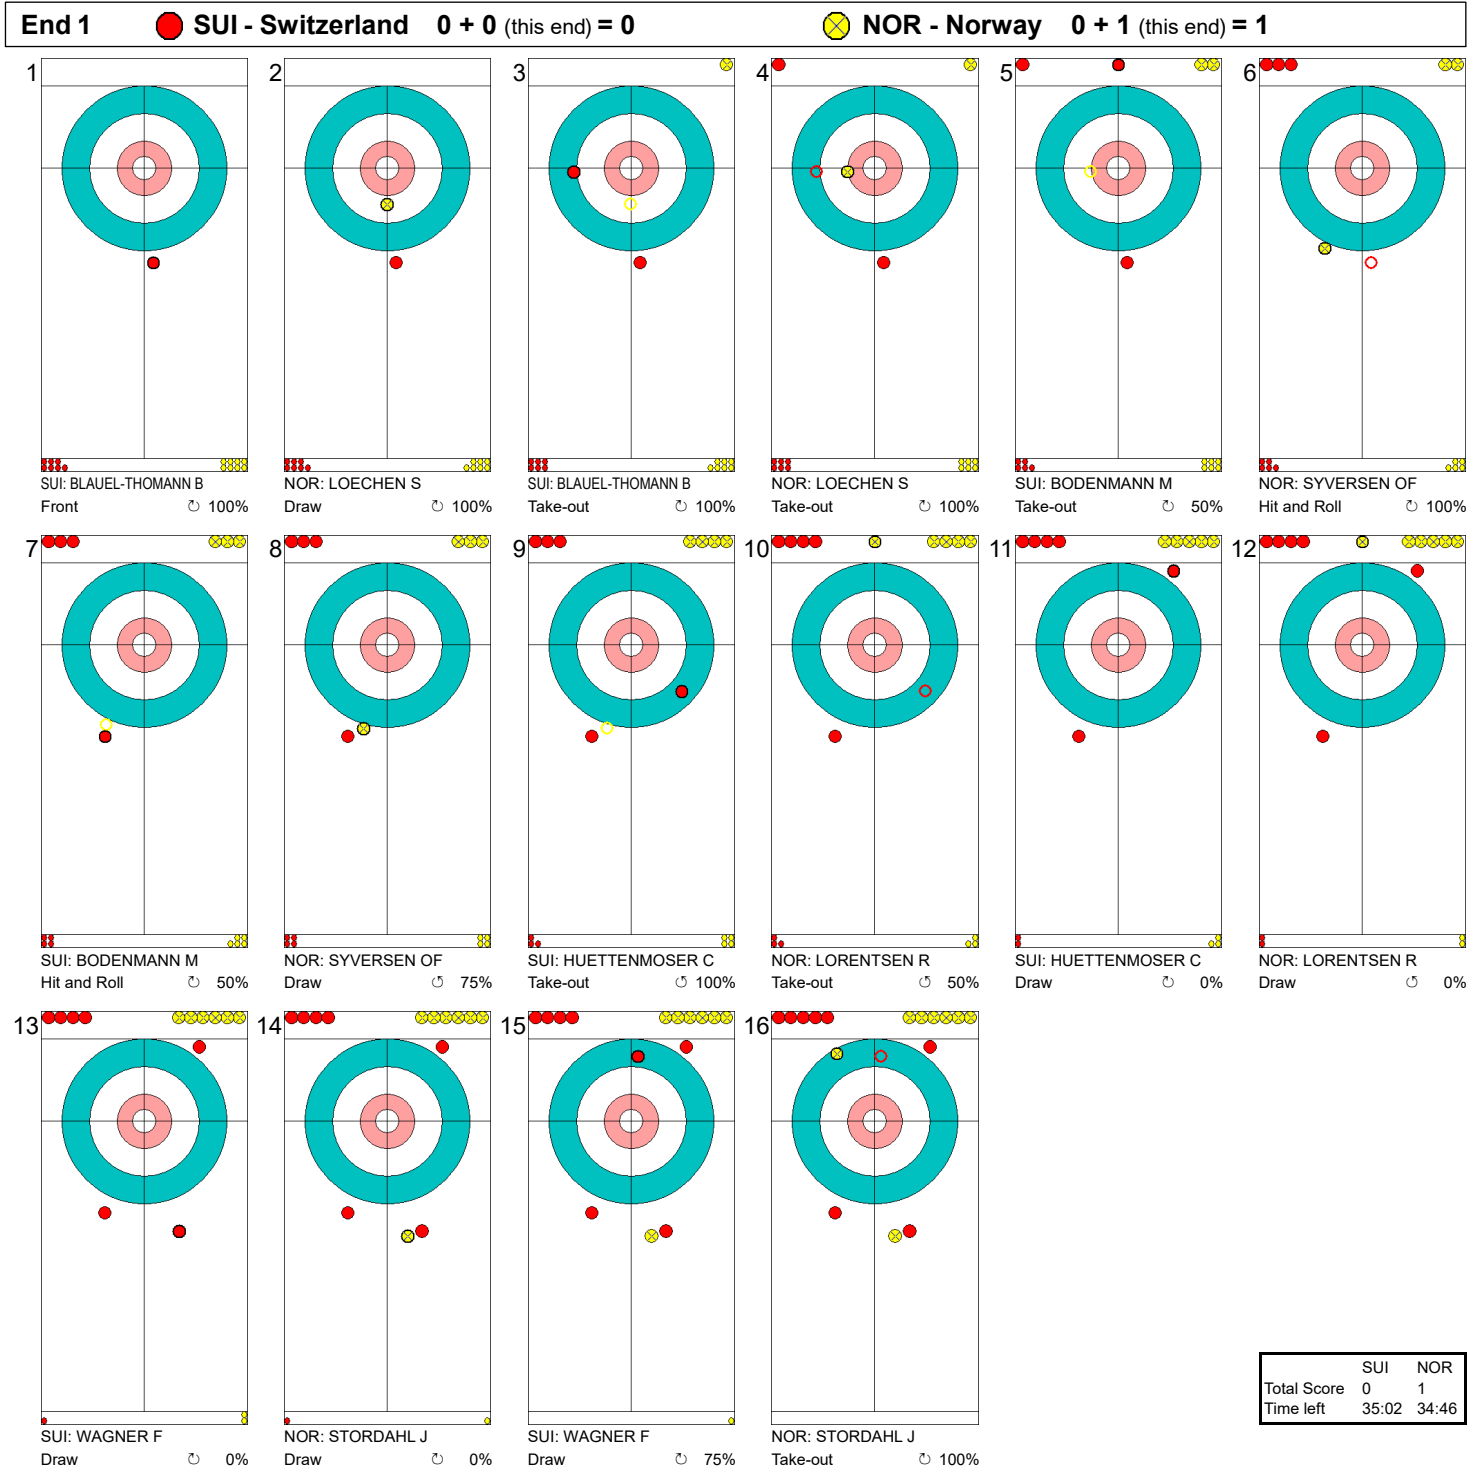 End 1 SUI - Switzerland 0 + 0 (this end) = 0 NOR - Norway 0 + 1 (this end) = 1
1 2 3 4 5 6
SUI: BLAUEL-THOMANN B NOR: LOECHEN S SUI: BLAUEL-THOMANN B NOR: LOECHEN S SUI: BODENMANN M NOR: SYVERSEN OF
Front ↻ 100% Draw ↻ 100% Take-out ↻ 100% Take-out ↻ 100% Take-out ↻ 50% Hit and Roll ↻ 100%
7 8 9 10 11 12
SUI: BODENMANN M NOR: SYVERSEN OF SUI: HUETTENMOSER C NOR: LORENTSEN R SUI: HUETTENMOSER C NOR: LORENTSEN R
Hit and Roll ↻ 50% Draw ↻ 75% Take-out ↻ 100% Take-out ↻ 50% Draw ↻ 0% Draw ↻ 0%
13 14 15 16
SUI: WAGNER F NOR: STORDAHL J SUI: WAGNER F NOR: STORDAHL J
Draw ↻ 0% Draw ↻ 0% Draw ↻ 75% Take-out ↻ 100%
SUI NOR
Total Score 0 1
Time left 35:02 34:46